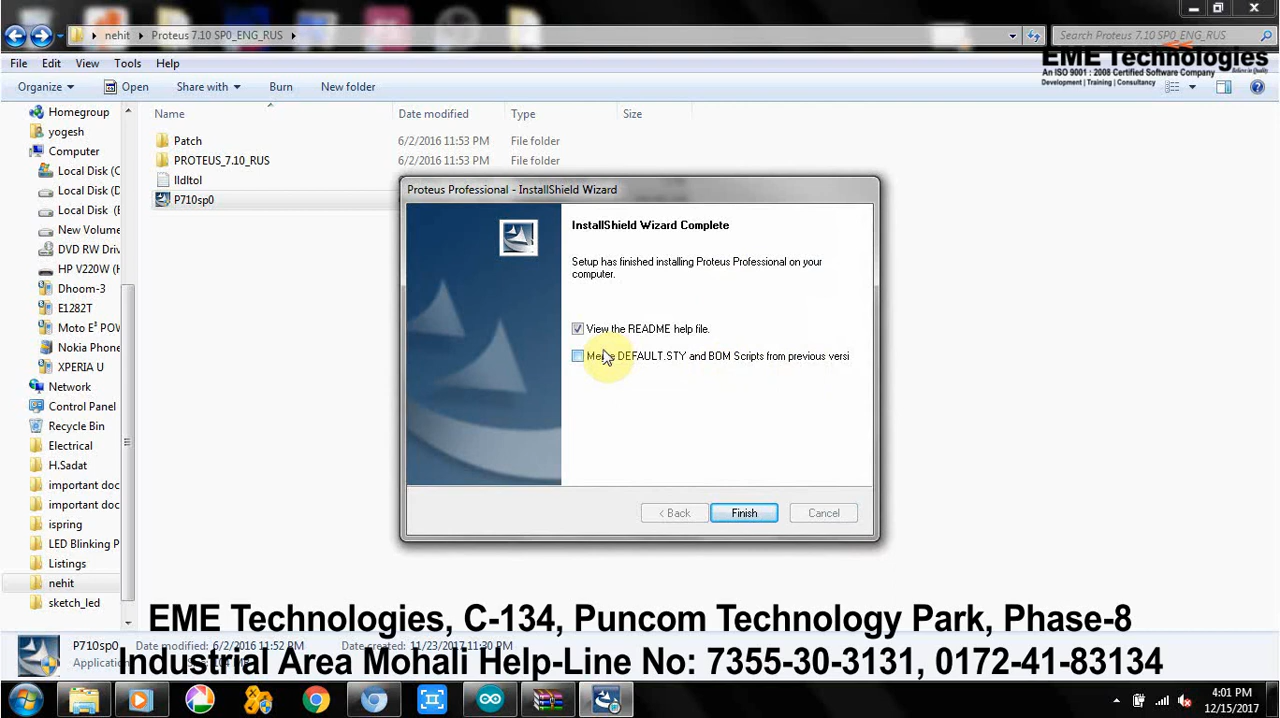 nehit
Proteus 7.10 SP0_ENG_RUS
Search Proteus 7.10 SP0_ENG_RUS
EME Technologies
An ISO 9001 : 2008 Certified Software Company
Development | Training | Consultancy
File Edit View Tools Help
Organize Open Share with Burn New folder
Name Date modified Type Size
Homegroup
yogesh
Computer
Local Disk (C
Local Disk (D
Local Disk (E
New Volume
DVD RW Driv
HP V220W (
Dhoom-3
E1282T
Moto E³ POW
Nokia Phone
XPERIA U
Network
Control Panel
Recycle Bin
Electrical
H.Sadat
important doc
important doc
ispring
LED Blinking P
Listings
nehit
sketch_led
Patch 6/2/2016 11:53 PM File folder
PROTEUS_7.10_RUS 6/2/2016 11:53 PM File folder
lldltol
P710sp0
Proteus Professional - InstallShield Wizard
InstallShield Wizard Complete
Setup has finished installing Proteus Professional on your
computer.
View the README help file.
DEFAULT.STY and BOM Scripts from previous versi
< Back Finish Cancel
EME Technologies, C-134, Puncom Technology Park, Phase-8
Industrial Area Mohali Help-Line No: 7355-30-3131, 0172-41-83134
P710sp0 Date modified: 6/2/2016 11:52 PM Date created: 11/23/2017 11:30 PM
4:01 PM
12/15/2017